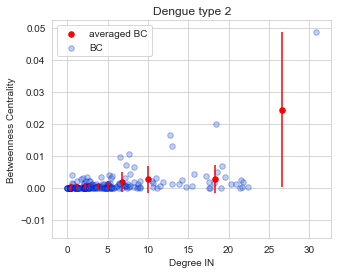 Dengue type 2
averaged BC
BC
0.05
0.04
0.03
0.02
0.01
0.00
−0.01
Betweenness Centrality
0 5 10 15 20 25 30
Degree IN